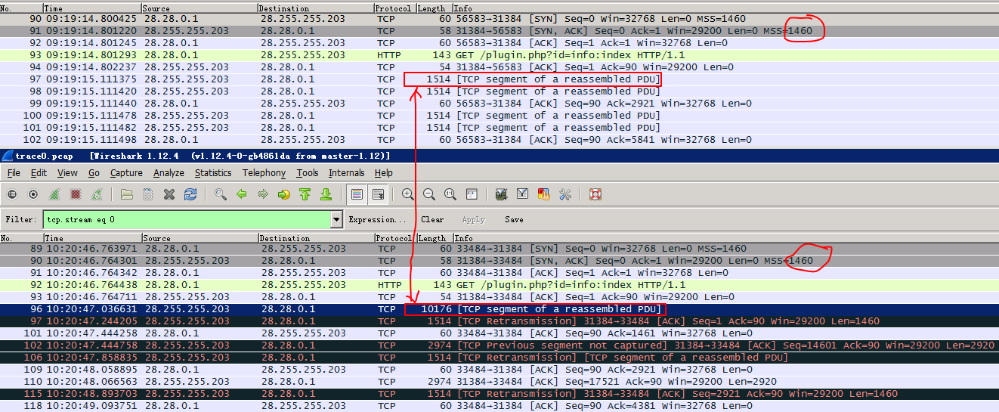 No. Time Source Destination Protocol Length Info
90 09:19:14.800425 28.28.0.1 28.255.255.203 TCP 60 56583→31384 [SYN] Seq=0 Win=32768 Len=0 MSS=1460
91 09:19:14.801220 28.255.255.203 28.28.0.1 TCP 58 31384→56583 [SYN, ACK] Seq=0 Ack=1 Win=29200 Len=0 MSS=1460
92 09:19:14.801245 28.28.0.1 28.255.255.203 TCP 60 56583→31384 [ACK] Seq=1 Ack=1 Win=32768 Len=0
93 09:19:14.801293 28.28.0.1 28.255.255.203 HTTP 143 GET /plugin.php?id=info:index HTTP/1.1
94 09:19:14.802237 28.255.255.203 28.28.0.1 TCP 54 31384→56583 [ACK] Seq=1 Ack=90 Win=29200 Len=0
97 09:19:15.111375 28.255.255.203 28.28.0.1 TCP 1514 [TCP segment of a reassembled PDU]
98 09:19:15.111420 28.255.255.203 28.28.0.1 TCP 1514 [TCP segment of a reassembled PDU]
99 09:19:15.111440 28.28.0.1 28.255.255.203 TCP 60 56583→31384 [ACK] Seq=90 Ack=2921 Win=32768 Len=0
100 09:19:15.111478 28.255.255.203 28.28.0.1 TCP 1514 [TCP segment of a reassembled PDU]
101 09:19:15.111482 28.255.255.203 28.28.0.1 TCP 1514 [TCP segment of a reassembled PDU]
102 09:19:15.111498 28.28.0.1 28.255.255.203 TCP 60 56583→31384 [ACK] Seq=90 Ack=5841 Win=32768 Len=0
trace0.pcap [Wireshark 1.12.4 (v1.12.4-0-gb4861da from master-1.12)]
File Edit View Go Capture Analyze Statistics Telephony Tools Internals Help
Filter: tcp.stream eq 0 Expression... Clear Apply Save
No. Time Source Destination Protocol Length Info
89 10:20:46.763971 28.28.0.1 28.255.255.203 TCP 60 33484→31384 [SYN] Seq=0 Win=32768 Len=0 MSS=1460
90 10:20:46.764301 28.255.255.203 28.28.0.1 TCP 58 31384→33484 [SYN, ACK] Seq=0 Ack=1 Win=29200 Len=0 MSS=1460
91 10:20:46.764342 28.28.0.1 28.255.255.203 TCP 60 33484→31384 [ACK] Seq=1 Ack=1 Win=32768 Len=0
92 10:20:46.764438 28.28.0.1 28.255.255.203 HTTP 143 GET /plugin.php?id=info:index HTTP/1.1
93 10:20:46.764711 28.255.255.203 28.28.0.1 TCP 54 31384→33484 [ACK] Seq=1 Ack=90 Win=29200 Len=0
96 10:20:47.036631 28.255.255.203 28.28.0.1 TCP 10176 [TCP segment of a reassembled PDU]
97 10:20:47.244205 28.255.255.203 28.28.0.1 TCP 1514 [TCP Retransmission] 31384→33484 [ACK] Seq=1 Ack=90 Win=29200 Len=1460
101 10:20:47.444258 28.28.0.1 28.255.255.203 TCP 60 33484→31384 [ACK] Seq=90 Ack=1461 Win=32768 Len=0
102 10:20:47.444758 28.255.255.203 28.28.0.1 TCP 2974 [TCP Previous segment not captured] 31384→33484 [ACK] Seq=14601 Ack=90 Win=29200 Len=2920
106 10:20:47.858835 28.255.255.203 28.28.0.1 TCP 1514 [TCP Retransmission] [TCP segment of a reassembled PDU]
109 10:20:48.058895 28.28.0.1 28.255.255.203 TCP 60 33484→31384 [ACK] Seq=90 Ack=2921 Win=32768 Len=0
110 10:20:48.066563 28.255.255.203 28.28.0.1 TCP 2974 31384→33484 [ACK] Seq=17521 Ack=90 Win=29200 Len=2920
115 10:20:48.893703 28.255.255.203 28.28.0.1 TCP 1514 [TCP Retransmission] 31384→33484 [ACK] Seq=2921 Ack=90 Win=29200 Len=1460
118 10:20:49.093751 28.28.0.1 28.255.255.203 TCP 60 33484→31384 [ACK] Seq=90 Ack=4381 Win=32768 Len=0